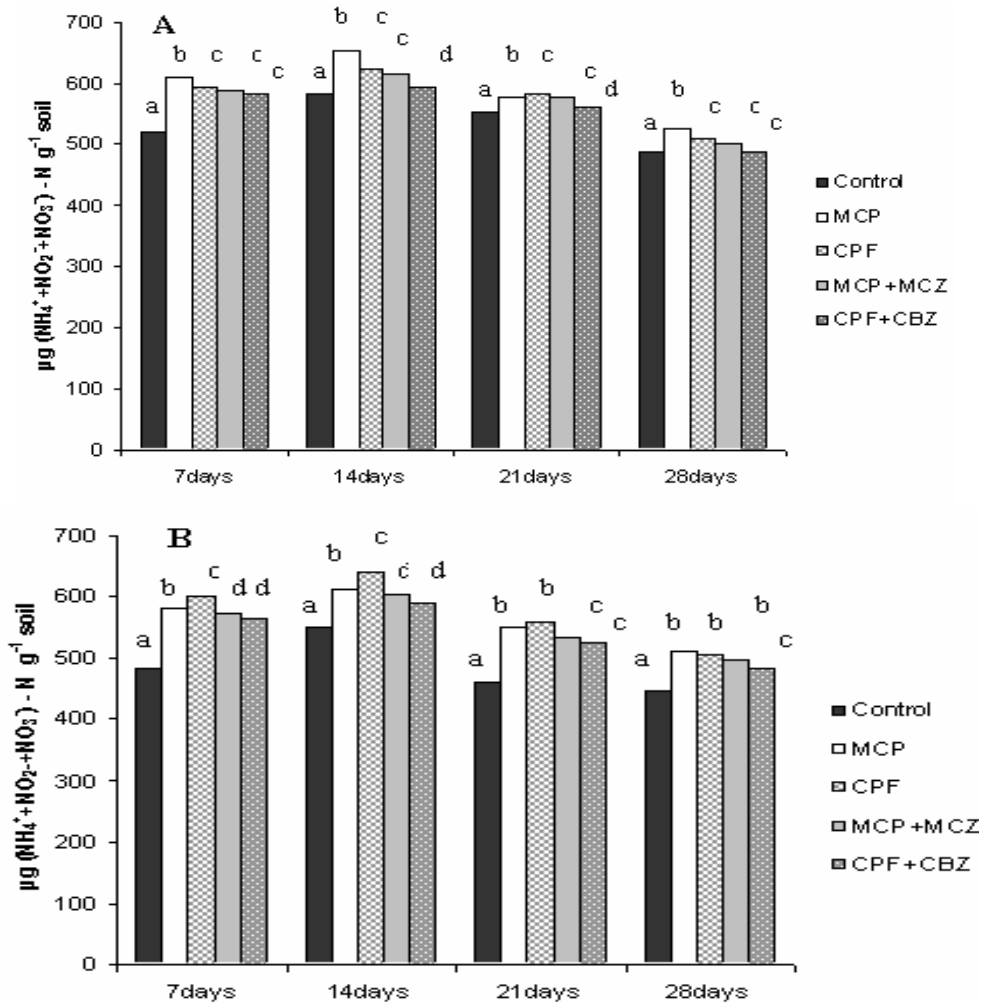 A
700
600
500
400
300
200
100
0
µg (NH₄⁺+NO₂⁻+NO₃⁻) - N g⁻¹ soil
a b c c c
a b c c d
a b c c d
a b c c c
7days 14days 21days 28days
Control
MCP
CPF
MCP+MCZ
CPF+CBZ
B
700
600
500
400
300
200
100
0
µg (NH₄⁺+NO₂-+NO₃⁻) - N g⁻¹ soil
a b c d d
a b c d d
a b b c c
a b b b c
7days 14days 21days 28days
Control
MCP
CPF
MCP+MCZ
CPF+CBZ